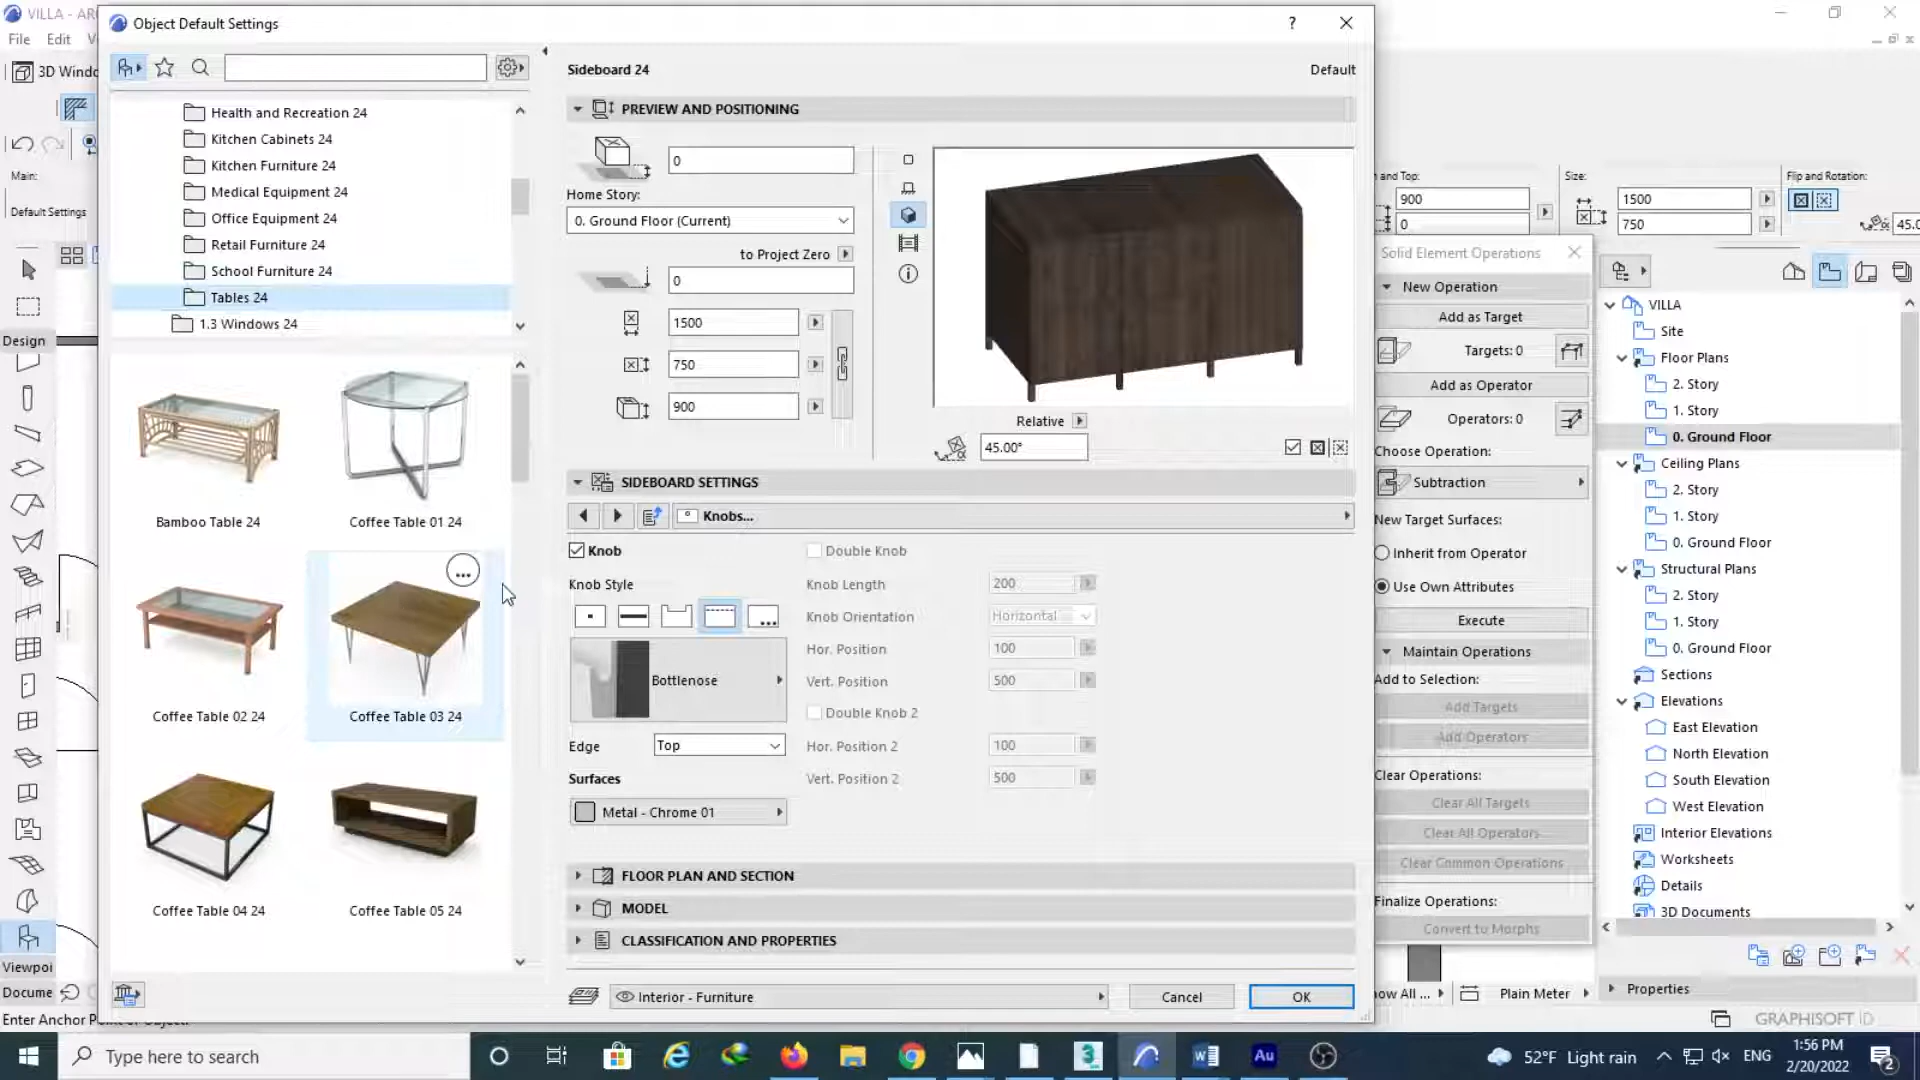 VILLA - AR
File Edit V
3D Windo
Main:
Default Settings
Design
Viewpoi
Docume
Object Default Settings
?
Health and Recreation 24
Kitchen Cabinets 24
Kitchen Furniture 24
Medical Equipment 24
Office Equipment 24
Retail Furniture 24
School Furniture 24
Tables 24
1.3 Windows 24
Bamboo Table 24
Coffee Table 01 24
Coffee Table 02 24
Coffee Table 03 24
Coffee Table 04 24
Coffee Table 05 24
Sideboard 24
Default
PREVIEW AND POSITIONING
0
Home Story:
0. Ground Floor (Current)
to Project Zero
0
1500
750
900
Relative
45.00°
SIDEBOARD SETTINGS
Knobs...
Knob
Knob Style
...
Bottlenose
Edge Top
Surfaces
Metal - Chrome 01
Double Knob
Knob Length 200
Knob Orientation Horizontal
Hor. Position 100
Vert. Position 500
Double Knob 2
Hor. Position 2 100
Vert. Position 2 500
FLOOR PLAN AND SECTION
MODEL
CLASSIFICATION AND PROPERTIES
Interior - Furniture
Cancel
OK
and Top:
900
0
Size:
1500
750
Flip and Rotation:
45.0
Solid Element Operations
New Operation
Add as Target
Targets: 0
Add as Operator
Operators: 0
Choose Operation:
Subtraction
New Target Surfaces:
Inherit from Operator
Use Own Attributes
Execute
Maintain Operations
Add to Selection:
Add Targets
Add Operators
Clear Operations:
Clear All Targets
Clear All Operators
Clear Common Operations
Finalize Operations:
Convert to Morphs
VILLA
Site
Floor Plans
2. Story
1. Story
0. Ground Floor
Ceiling Plans
2. Story
1. Story
0. Ground Floor
Structural Plans
2. Story
1. Story
0. Ground Floor
Sections
Elevations
East Elevation
North Elevation
South Elevation
West Elevation
Interior Elevations
Worksheets
Details
3D Documents
Properties
how All ...
Plain Meter
GRAPHISOFT ID
Type here to search
Au
52°F Light rain
ENG
1:56 PM
2/20/2022
2